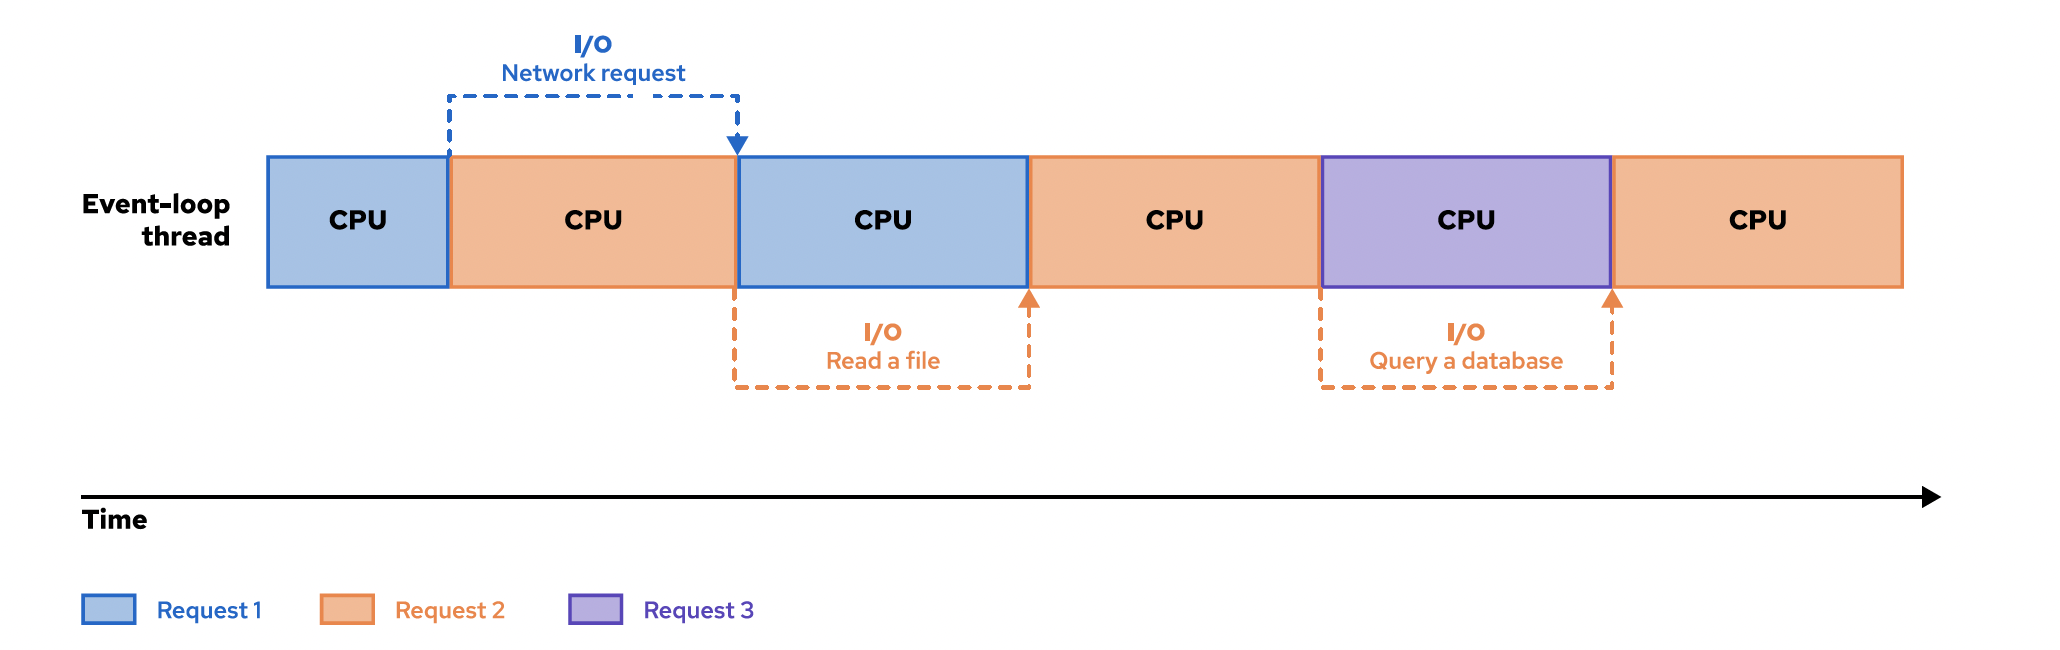 I/O
Network request
Event-loop
thread
CPU
CPU
CPU
CPU
CPU
CPU
I/O
Read a file
I/O
Query a database
Time
Request 1
Request 2
Request 3